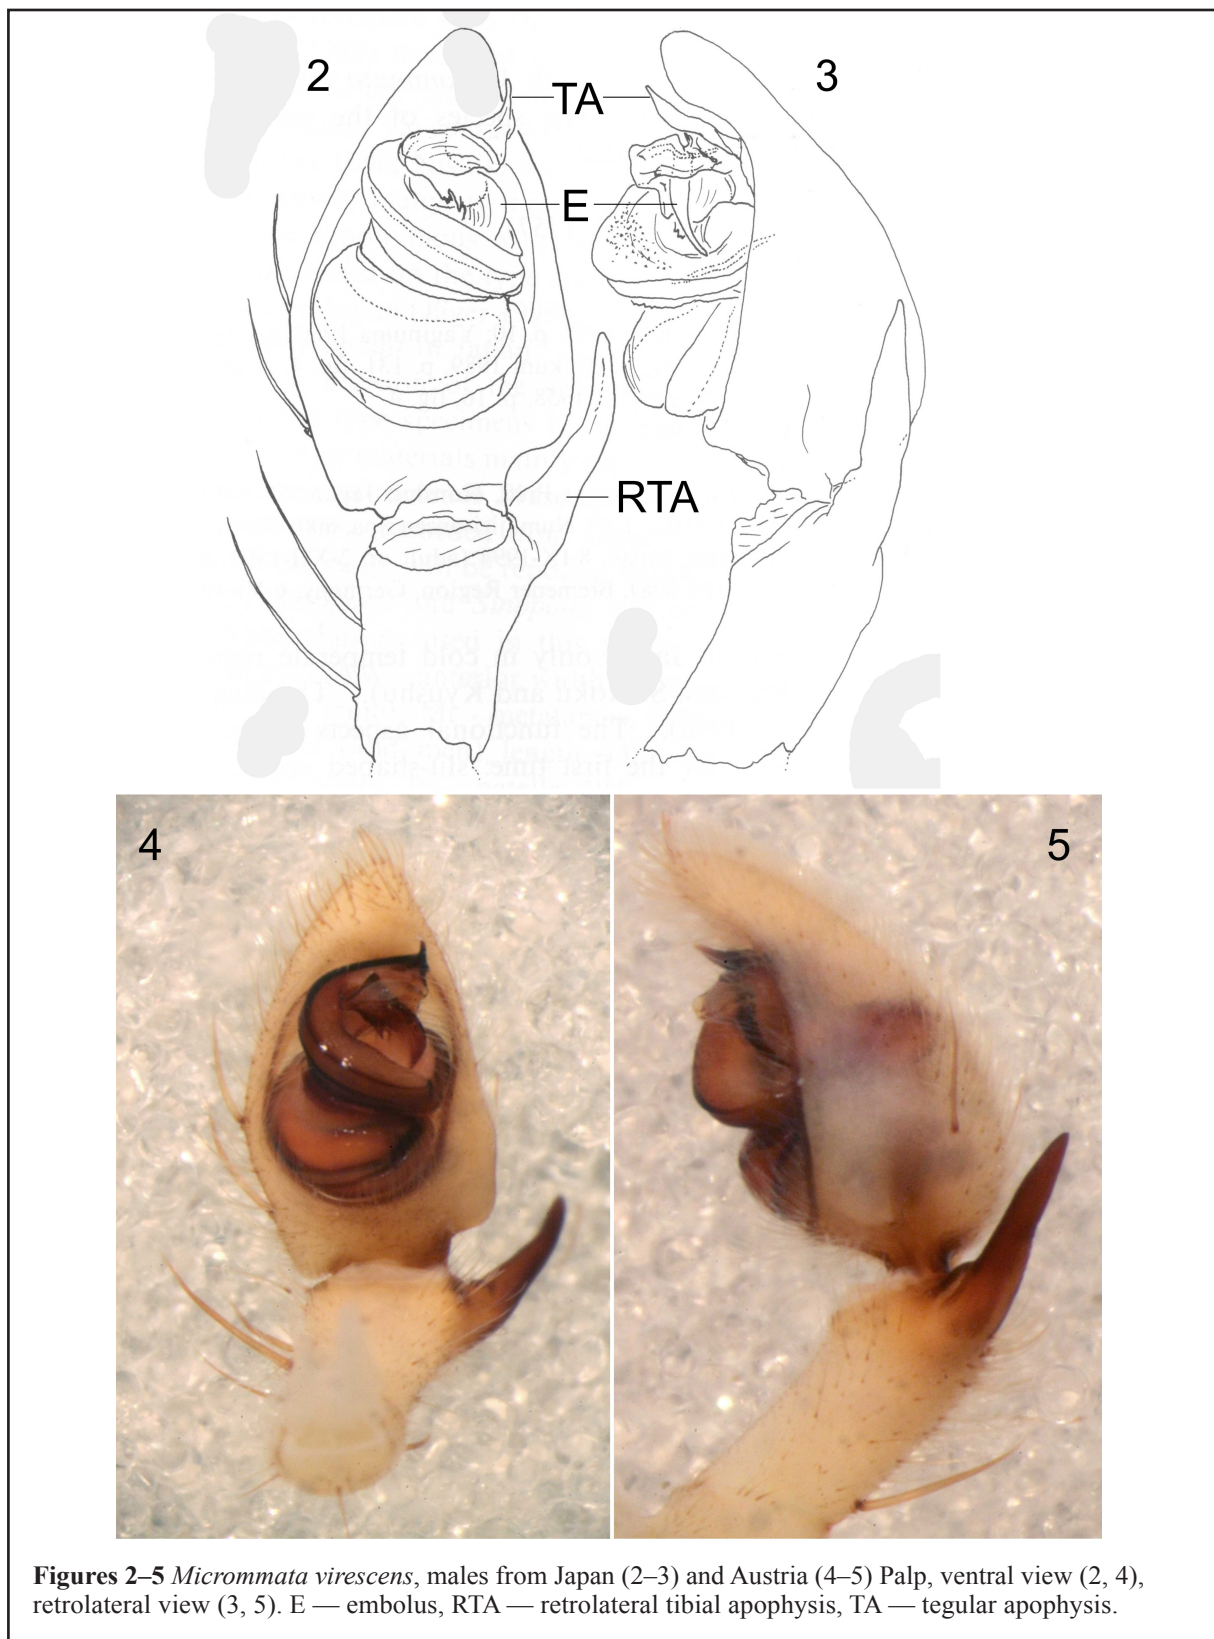 2
3
TA
E
RTA
4
5
Figures 2–5 Micrommata virescens, males from Japan (2–3) and Austria (4–5) Palp, ventral view (2, 4),
retrolateral view (3, 5). E — embolus, RTA — retrolateral tibial apophysis, TA — tegular apophysis.